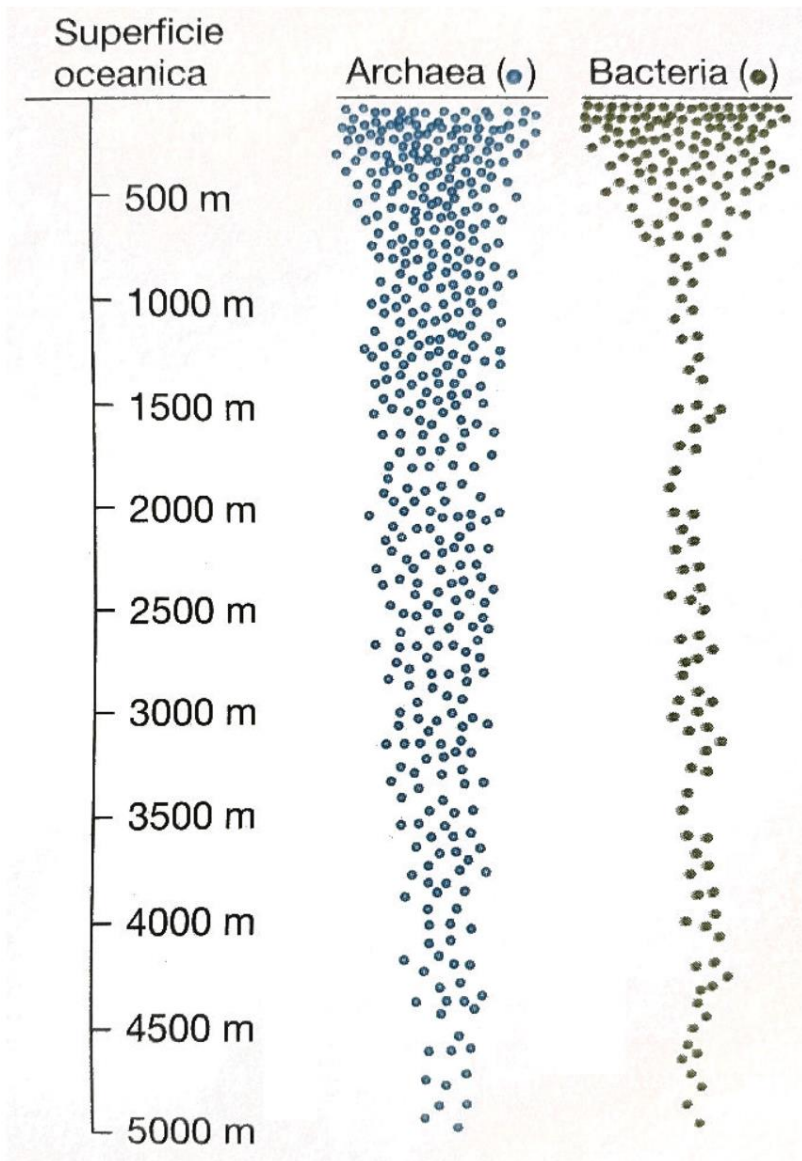 Superficie
oceanica
Archaea ( )
Bacteria ( )
500 m
1000 m
1500 m
2000 m
2500 m
3000 m
3500 m
4000 m
4500 m
5000 m